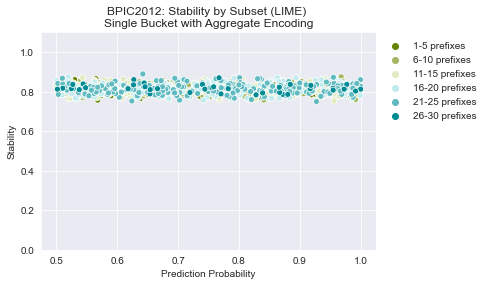 BPIC2012: Stability by Subset (LIME)
Single Bucket with Aggregate Encoding
1.0
0.8
0.6
0.4
0.2
0.0
Stability
0.5 0.6 0.7 0.8 0.9 1.0
Prediction Probability
1-5 prefixes
6-10 prefixes
11-15 prefixes
16-20 prefixes
21-25 prefixes
26-30 prefixes